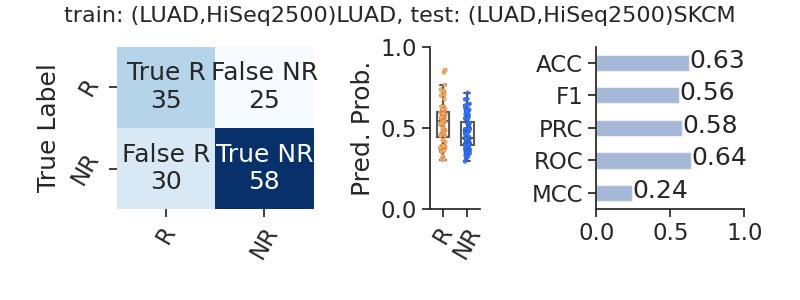 train: (LUAD,HiSeq2500)LUAD, test: (LUAD,HiSeq2500)SKCM
True Label
R
NR
True R
35
False NR
25
False R
30
True NR
58
R
NR
Pred. Prob.
1.0
0.5
0.0
R
NR
ACC
0.63
F1
0.56
PRC
0.58
ROC
0.64
MCC
0.24
0.0
0.5
1.0